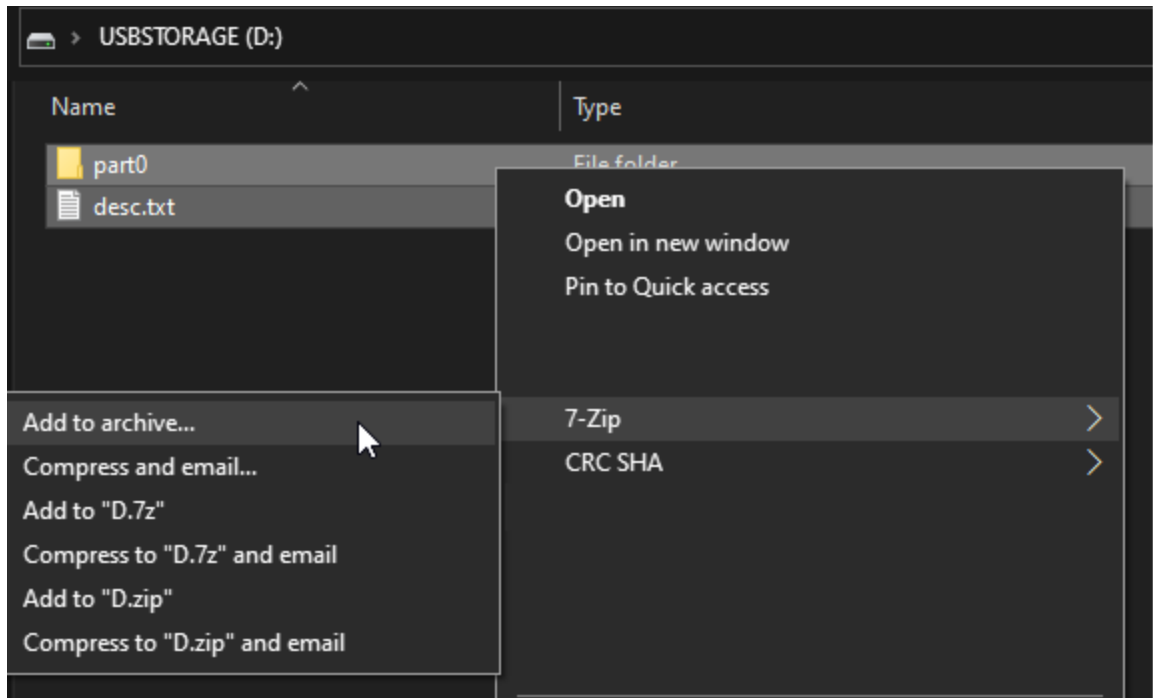 USBSTORAGE (D:)
Name Type
part0 File folder
desc.txt
Open
Open in new window
Pin to Quick access
7-Zip
CRC SHA
Add to archive...
Compress and email...
Add to "D.7z"
Compress to "D.7z" and email
Add to "D.zip"
Compress to "D.zip" and email